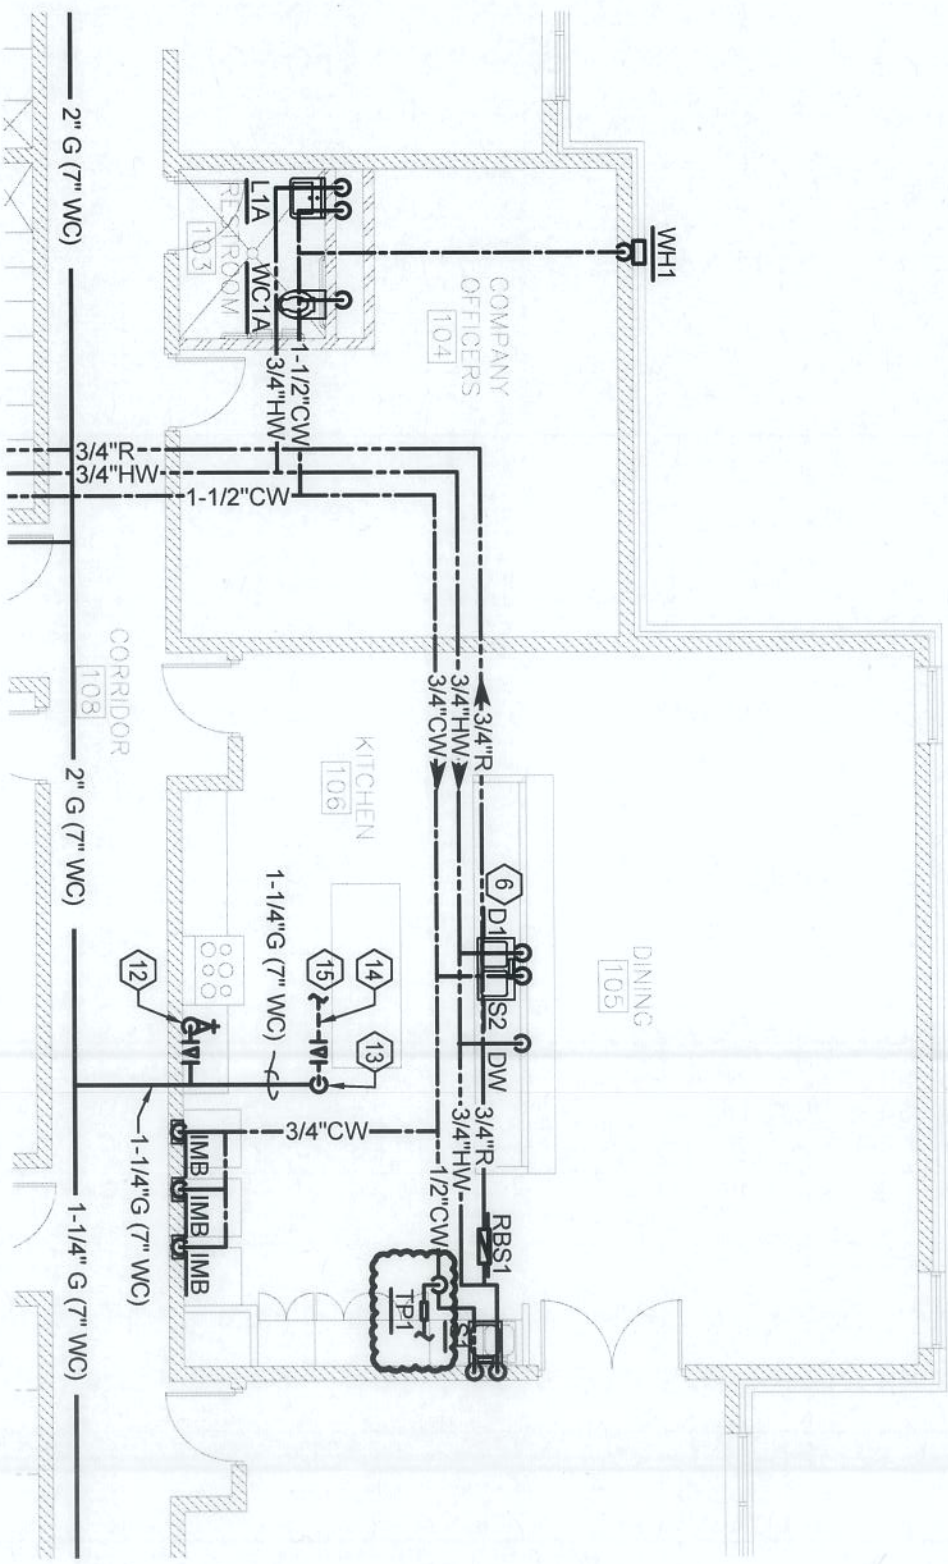 WH1
COMPANY
OFFICERS
104
L1A
RESTROOM
103
WC1A
1-1/2"CW
3/4"HW
3/4"R
3/4"HW
1-1/2"CW
2" G (7" WC)
CORRIDOR
108
2" G (7" WC)
3/4"R
3/4"HW
3/4"CW
KITCHEN
106
DINING
105
6
D1
S2
DW
1-1/4"G (7" WC)
15
14
13
12
3/4"CW
3/4"R
3/4"HW
1/2"CW
RBS1
IMB
IMB
IMB
1-1/4"G (7" WC)
1-1/4" G (7" WC)
TP1